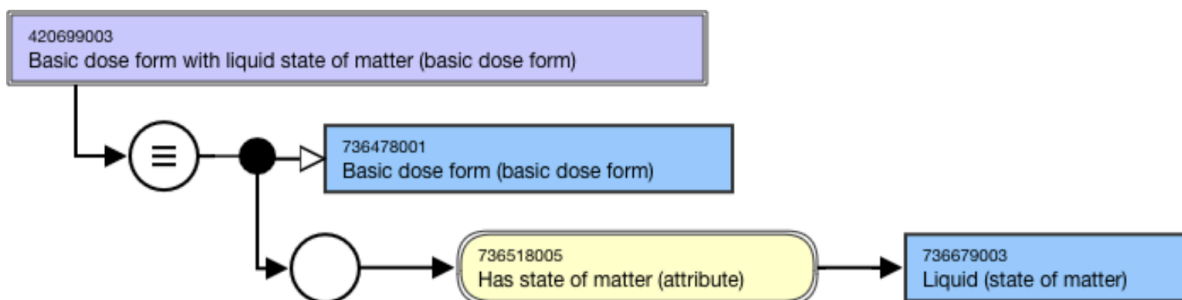 420699003
Basic dose form with liquid state of matter (basic dose form)
≡
736478001
Basic dose form (basic dose form)
736518005
Has state of matter (attribute)
736679003
Liquid (state of matter)